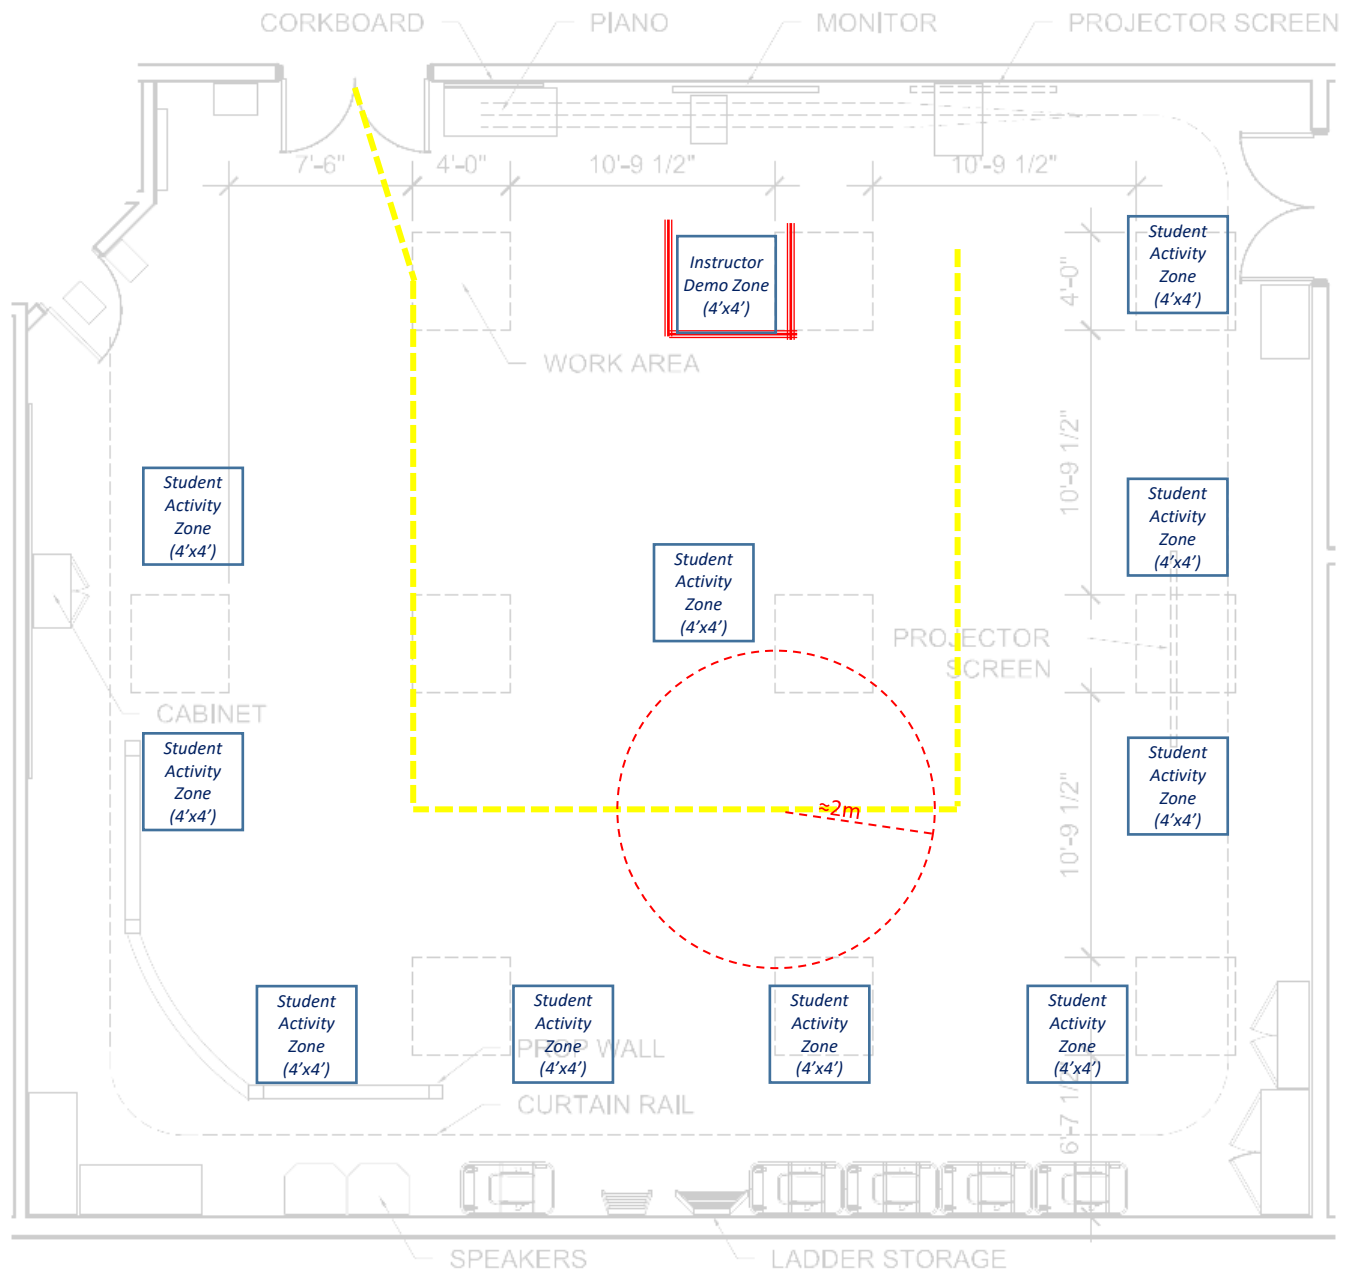 CORKBOARD
PIANO
MONITOR
PROJECTOR SCREEN
7'-6"
4'-0"
10'-9 1/2"
10'-9 1/2"
Instructor
Demo Zone
(4’x4’)
Student
Activity
Zone
(4’x4’)
4'-0"
WORK AREA
10'-9 1/2"
Student
Activity
Zone
(4’x4’)
Student
Activity
Zone
(4’x4’)
Student
Activity
Zone
(4’x4’)
PROJECTOR
SCREEN
CABINET
Student
Activity
Zone
(4’x4’)
Student
Activity
Zone
(4’x4’)
≈2m
10'-9 1/2"
Student
Activity
Zone
(4’x4’)
Student
Activity
Zone
(4’x4’)
Student
Activity
Zone
(4’x4’)
Student
Activity
Zone
(4’x4’)
PROP WALL
CURTAIN RAIL
6'-7 1/2"
SPEAKERS
LADDER STORAGE